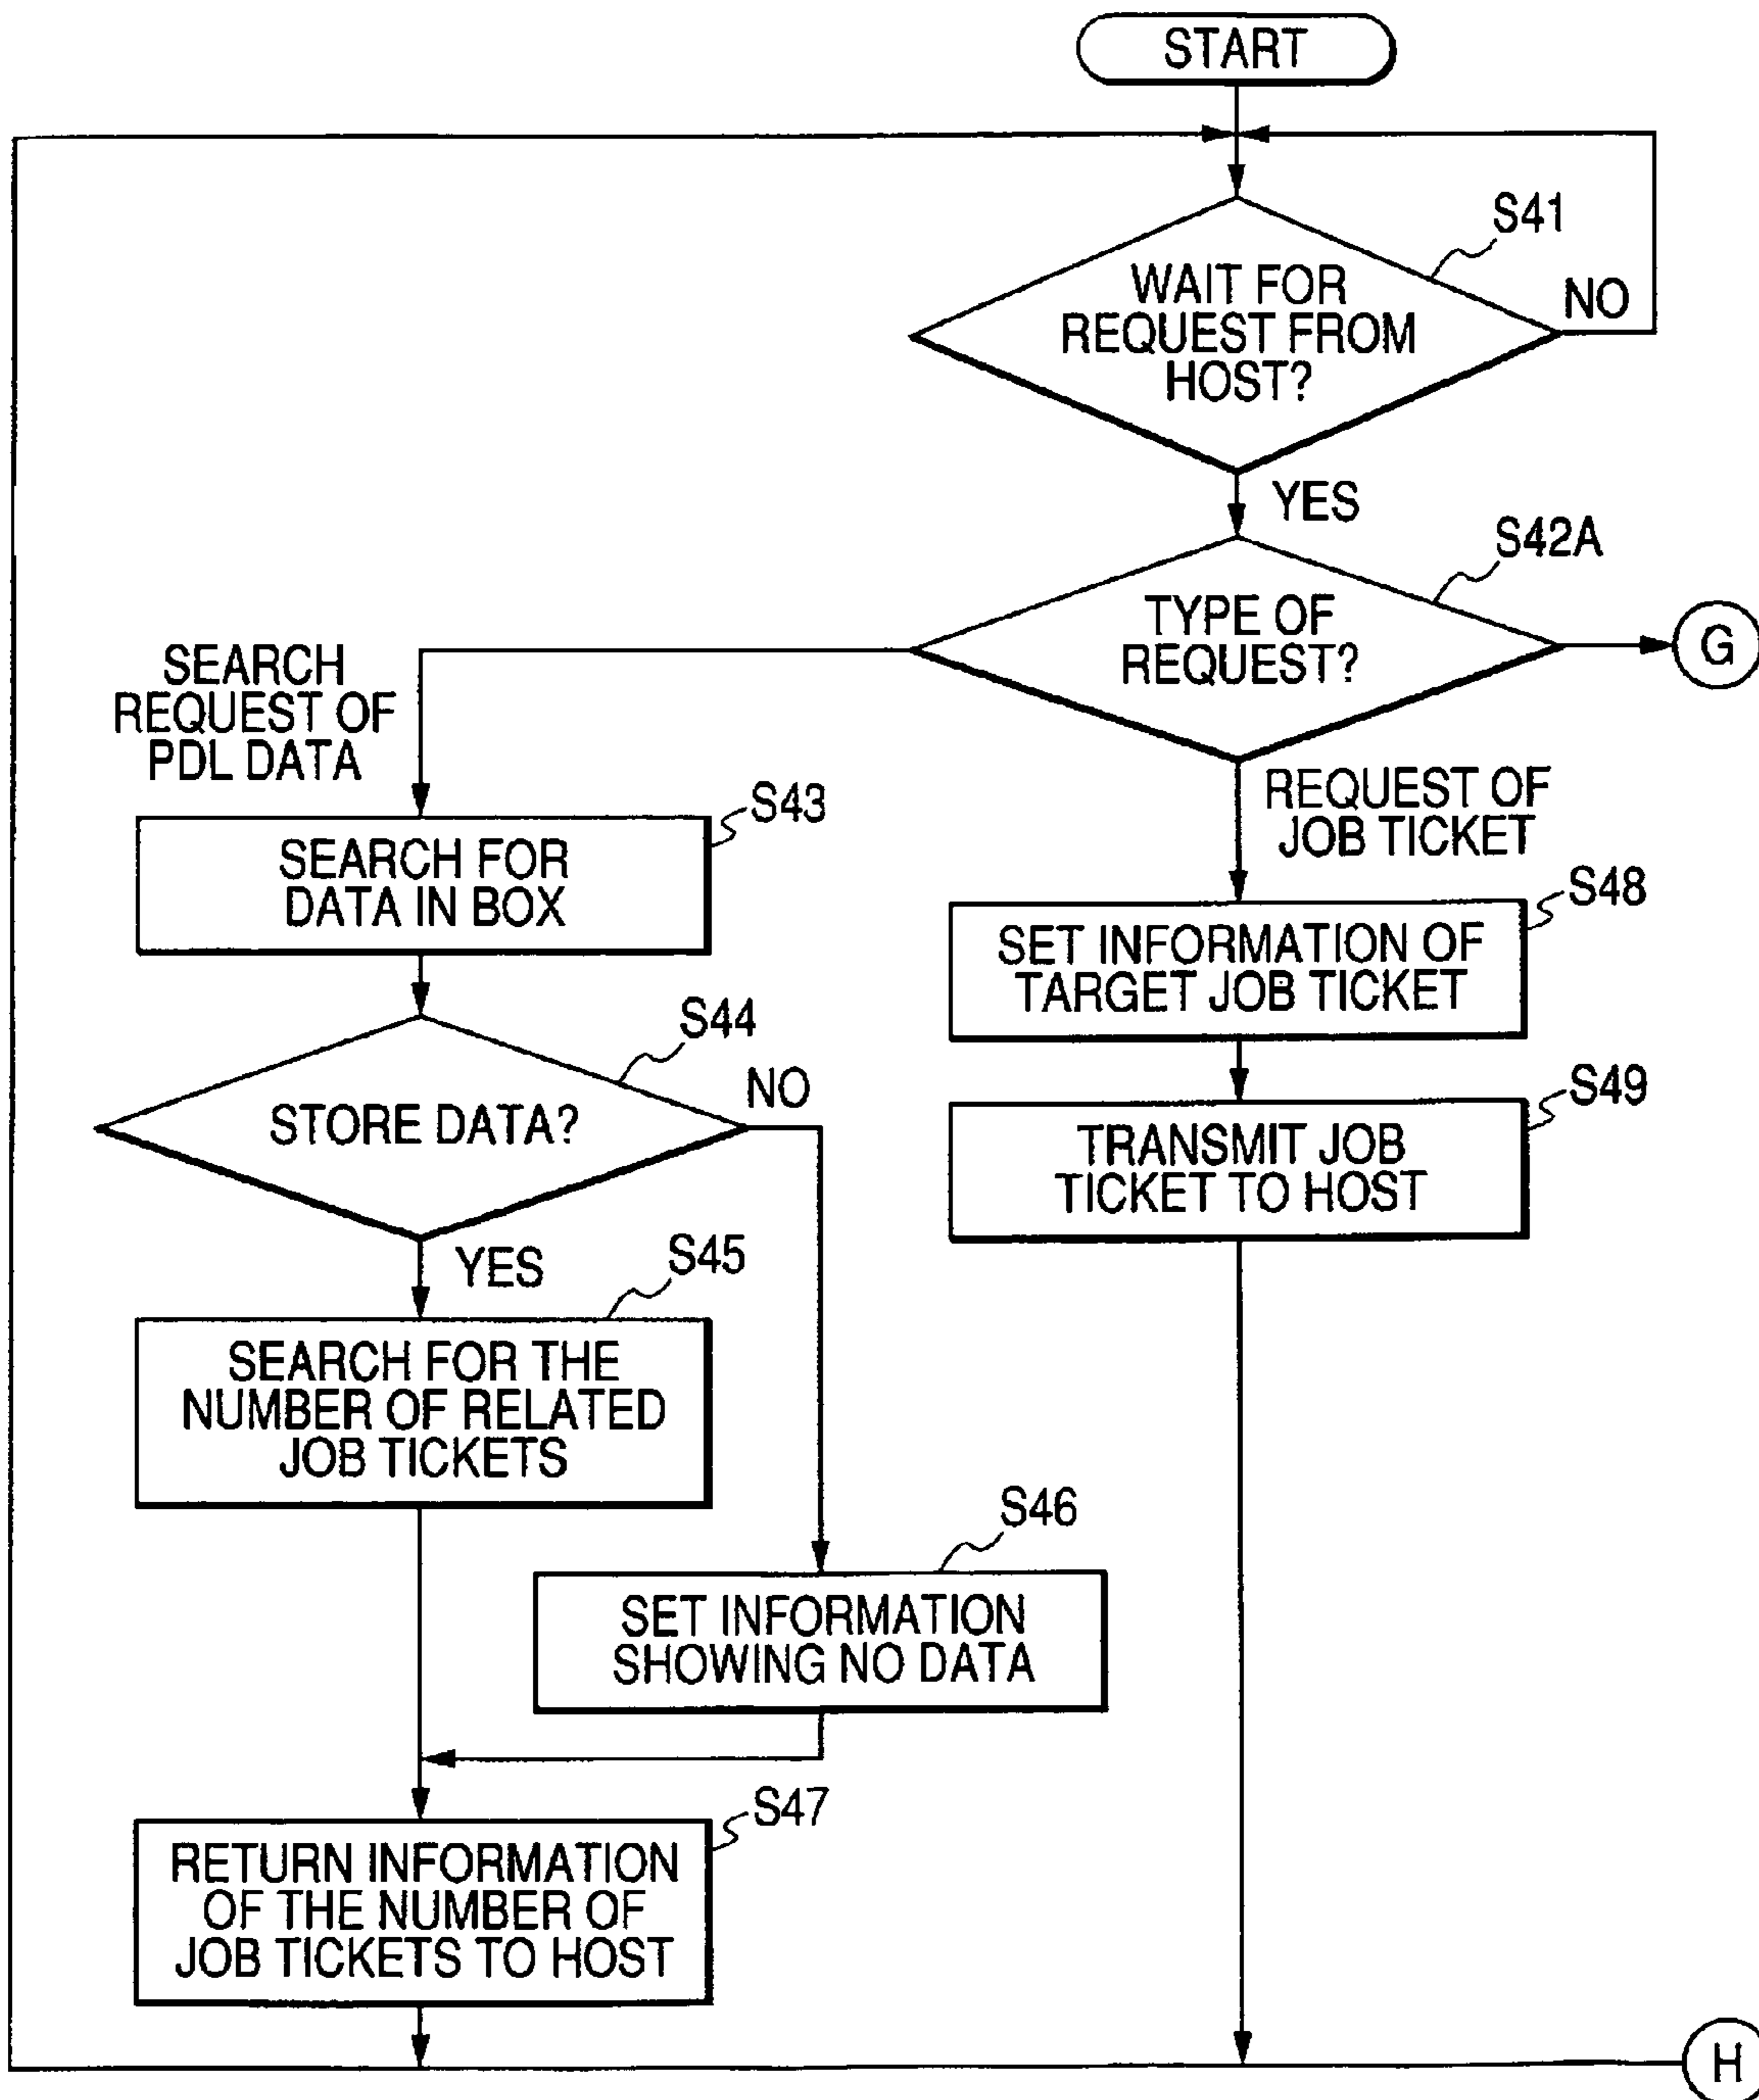 START
S41
WAIT FOR
REQUEST FROM
HOST?
NO
YES
S42A
TYPE OF
REQUEST?
G
SEARCH
REQUEST OF
PDL DATA
REQUEST OF
JOB TICKET
S43
SEARCH FOR
DATA IN BOX
S48
SET INFORMATION OF
TARGET JOB TICKET
S44
STORE DATA?
NO
YES
S49
TRANSMIT JOB
TICKET TO HOST
S45
SEARCH FOR THE
NUMBER OF RELATED
JOB TICKETS
S46
SET INFORMATION
SHOWING NO DATA
S47
RETURN INFORMATION
OF THE NUMBER OF
JOB TICKETS TO HOST
H